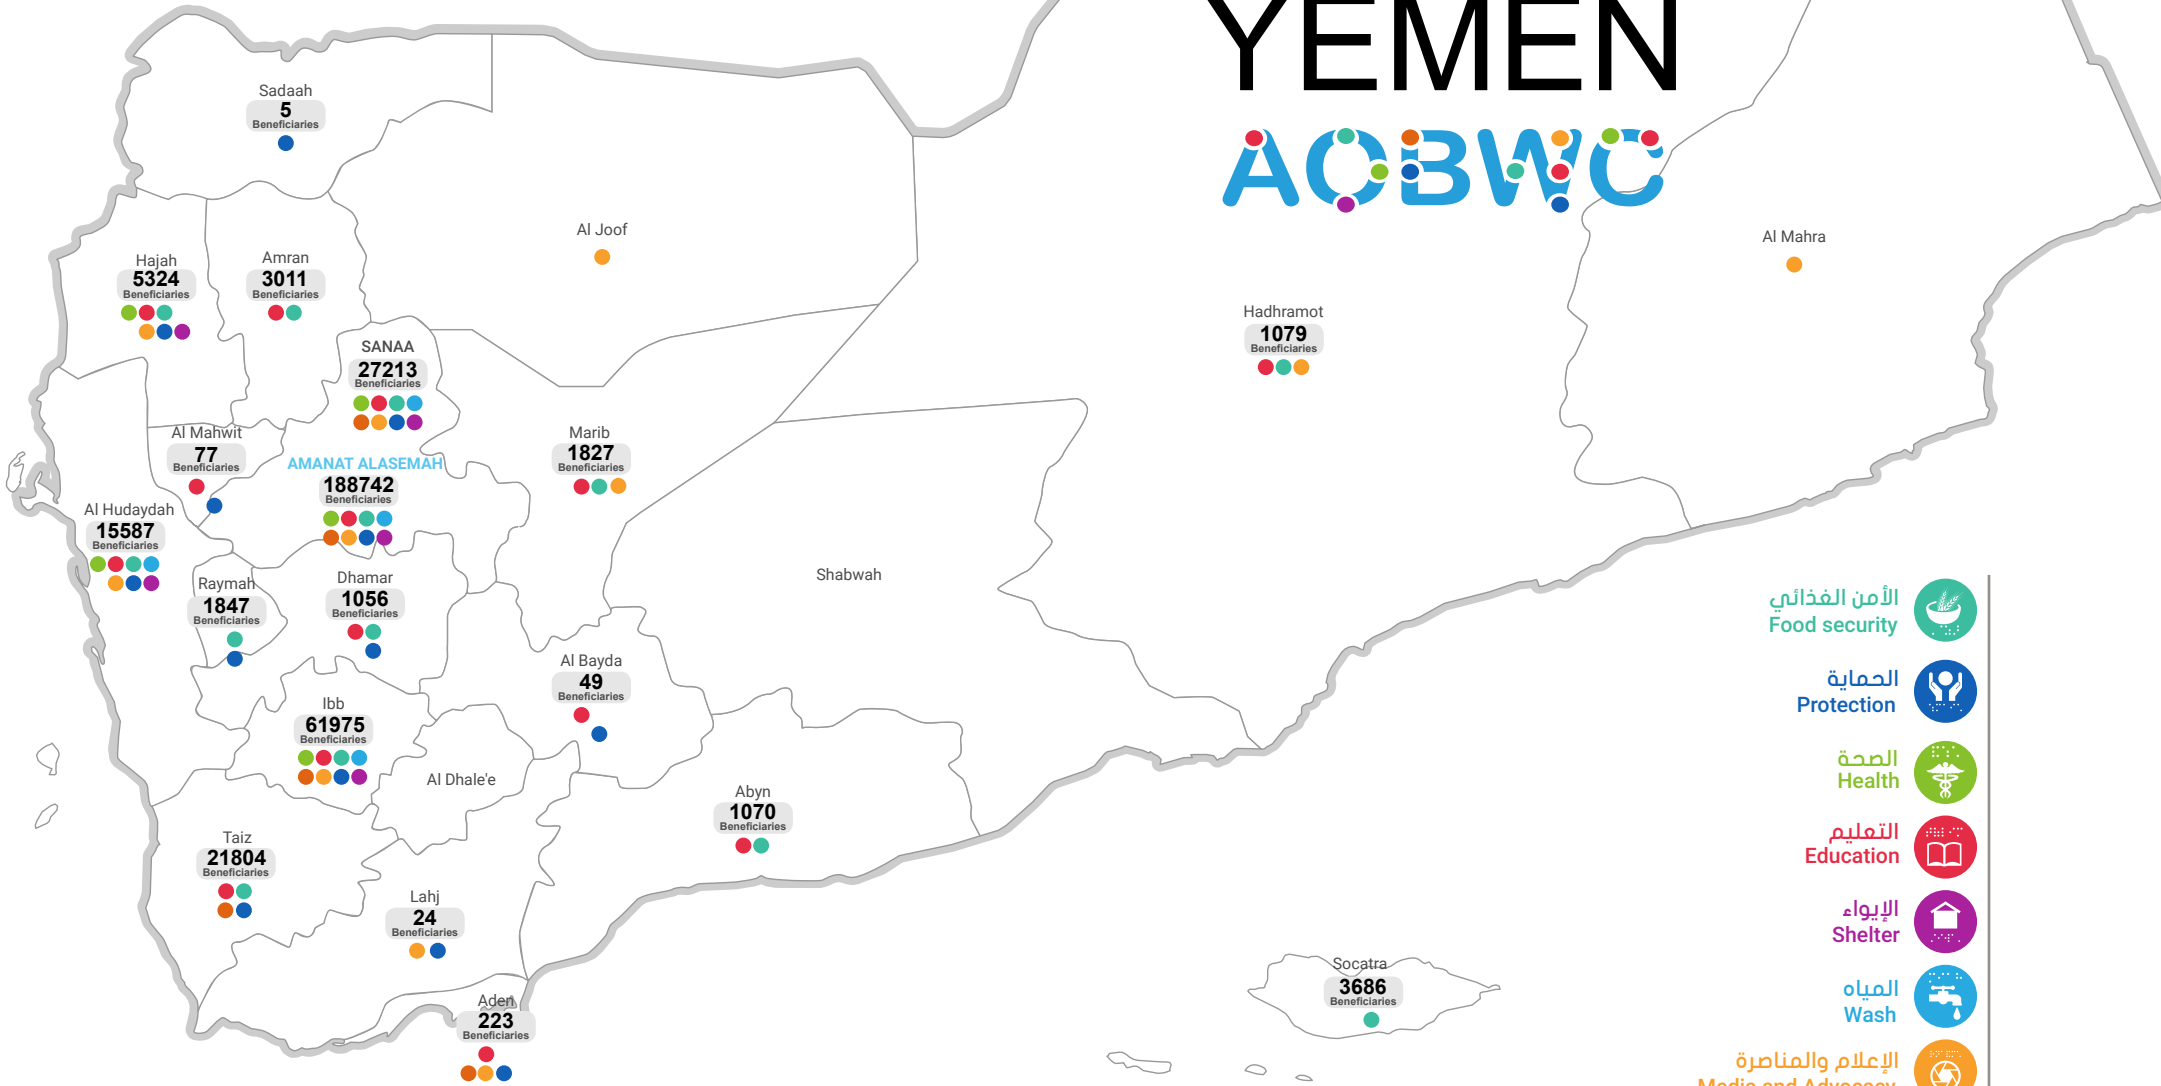 YEMEN
AOBWC
Sadaah
5
Beneficiaries
Al Joof
Al Mahra
Hajah
5324
Beneficiaries
Amran
3011
Beneficiaries
Hadhramot
1079
Beneficiaries
SANAA
27213
Beneficiaries
Al Mahwit
77
Beneficiaries
Marib
1827
Beneficiaries
AMANAT ALASEMAH
188742
Beneficiaries
Al Hudaydah
15587
Beneficiaries
Raymah
1847
Beneficiaries
Dhamar
1056
Beneficiaries
Shabwah
Al Bayda
49
Beneficiaries
Ibb
61975
Beneficiaries
Al Dhale'e
Abyn
1070
Beneficiaries
Taiz
21804
Beneficiaries
Lahj
24
Beneficiaries
Aden
223
Beneficiaries
Socatra
3686
Beneficiaries
الأمن الغذائي
Food security
الحماية
Protection
الصحة
Health
التعليم
Education
الإيواء
Shelter
المياه
Wash
الإعلام والمناصرة
Media and Advocacy